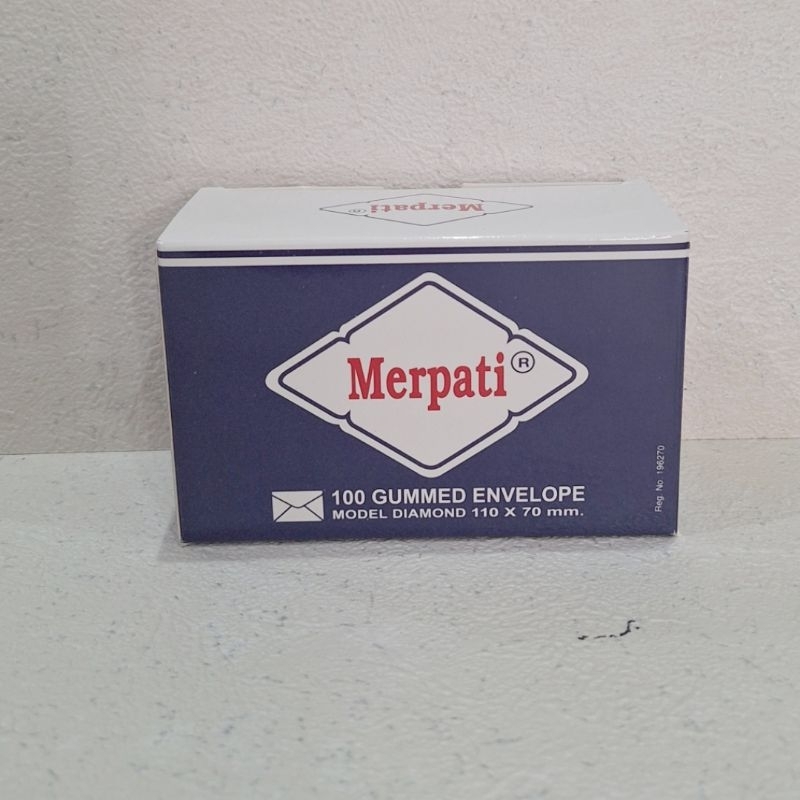 Merpati ®
Merpati ®
100 GUMMED ENVELOPE
MODEL DIAMOND 110 X 70 mm.
Reg. No. 196270